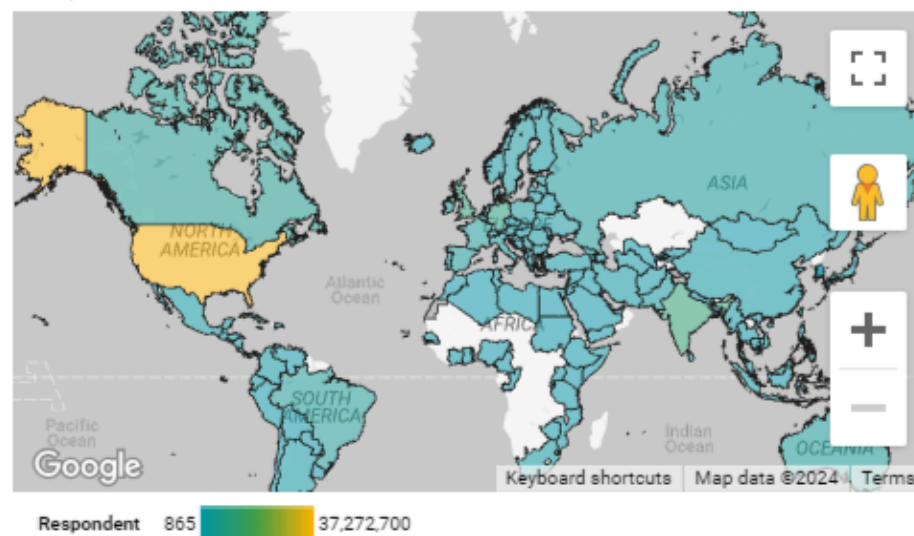 ASIA
NORTH
AMERICA
Atlantic
Ocean
AFRICA
SOUTH
AMERICA
Pacific
Ocean
Indian
Ocean
OCEANIA
Google
Keyboard shortcuts
Map data ©2024
Terms
Respondent 865 37,272,700